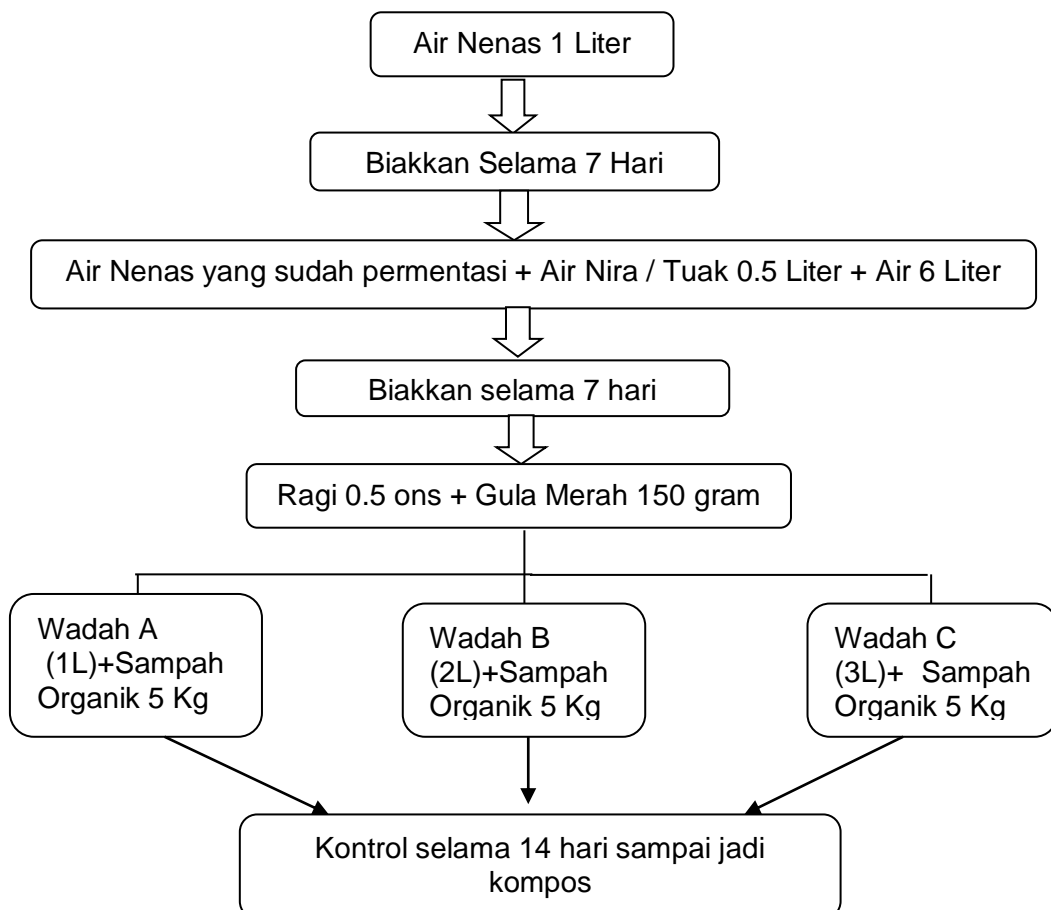 Air Nenas 1 Liter
Biakkan Selama 7 Hari
Air Nenas yang sudah permentasi + Air Nira / Tuak 0.5 Liter + Air 6 Liter
Biakkan selama 7 hari
Ragi 0.5 ons + Gula Merah 150 gram
Wadah A
(1L)+Sampah
Organik 5 Kg
Wadah B
(2L)+Sampah
Organik 5 Kg
Wadah C
(3L)+ Sampah
Organik 5 Kg
Kontrol selama 14 hari sampai jadi
kompos